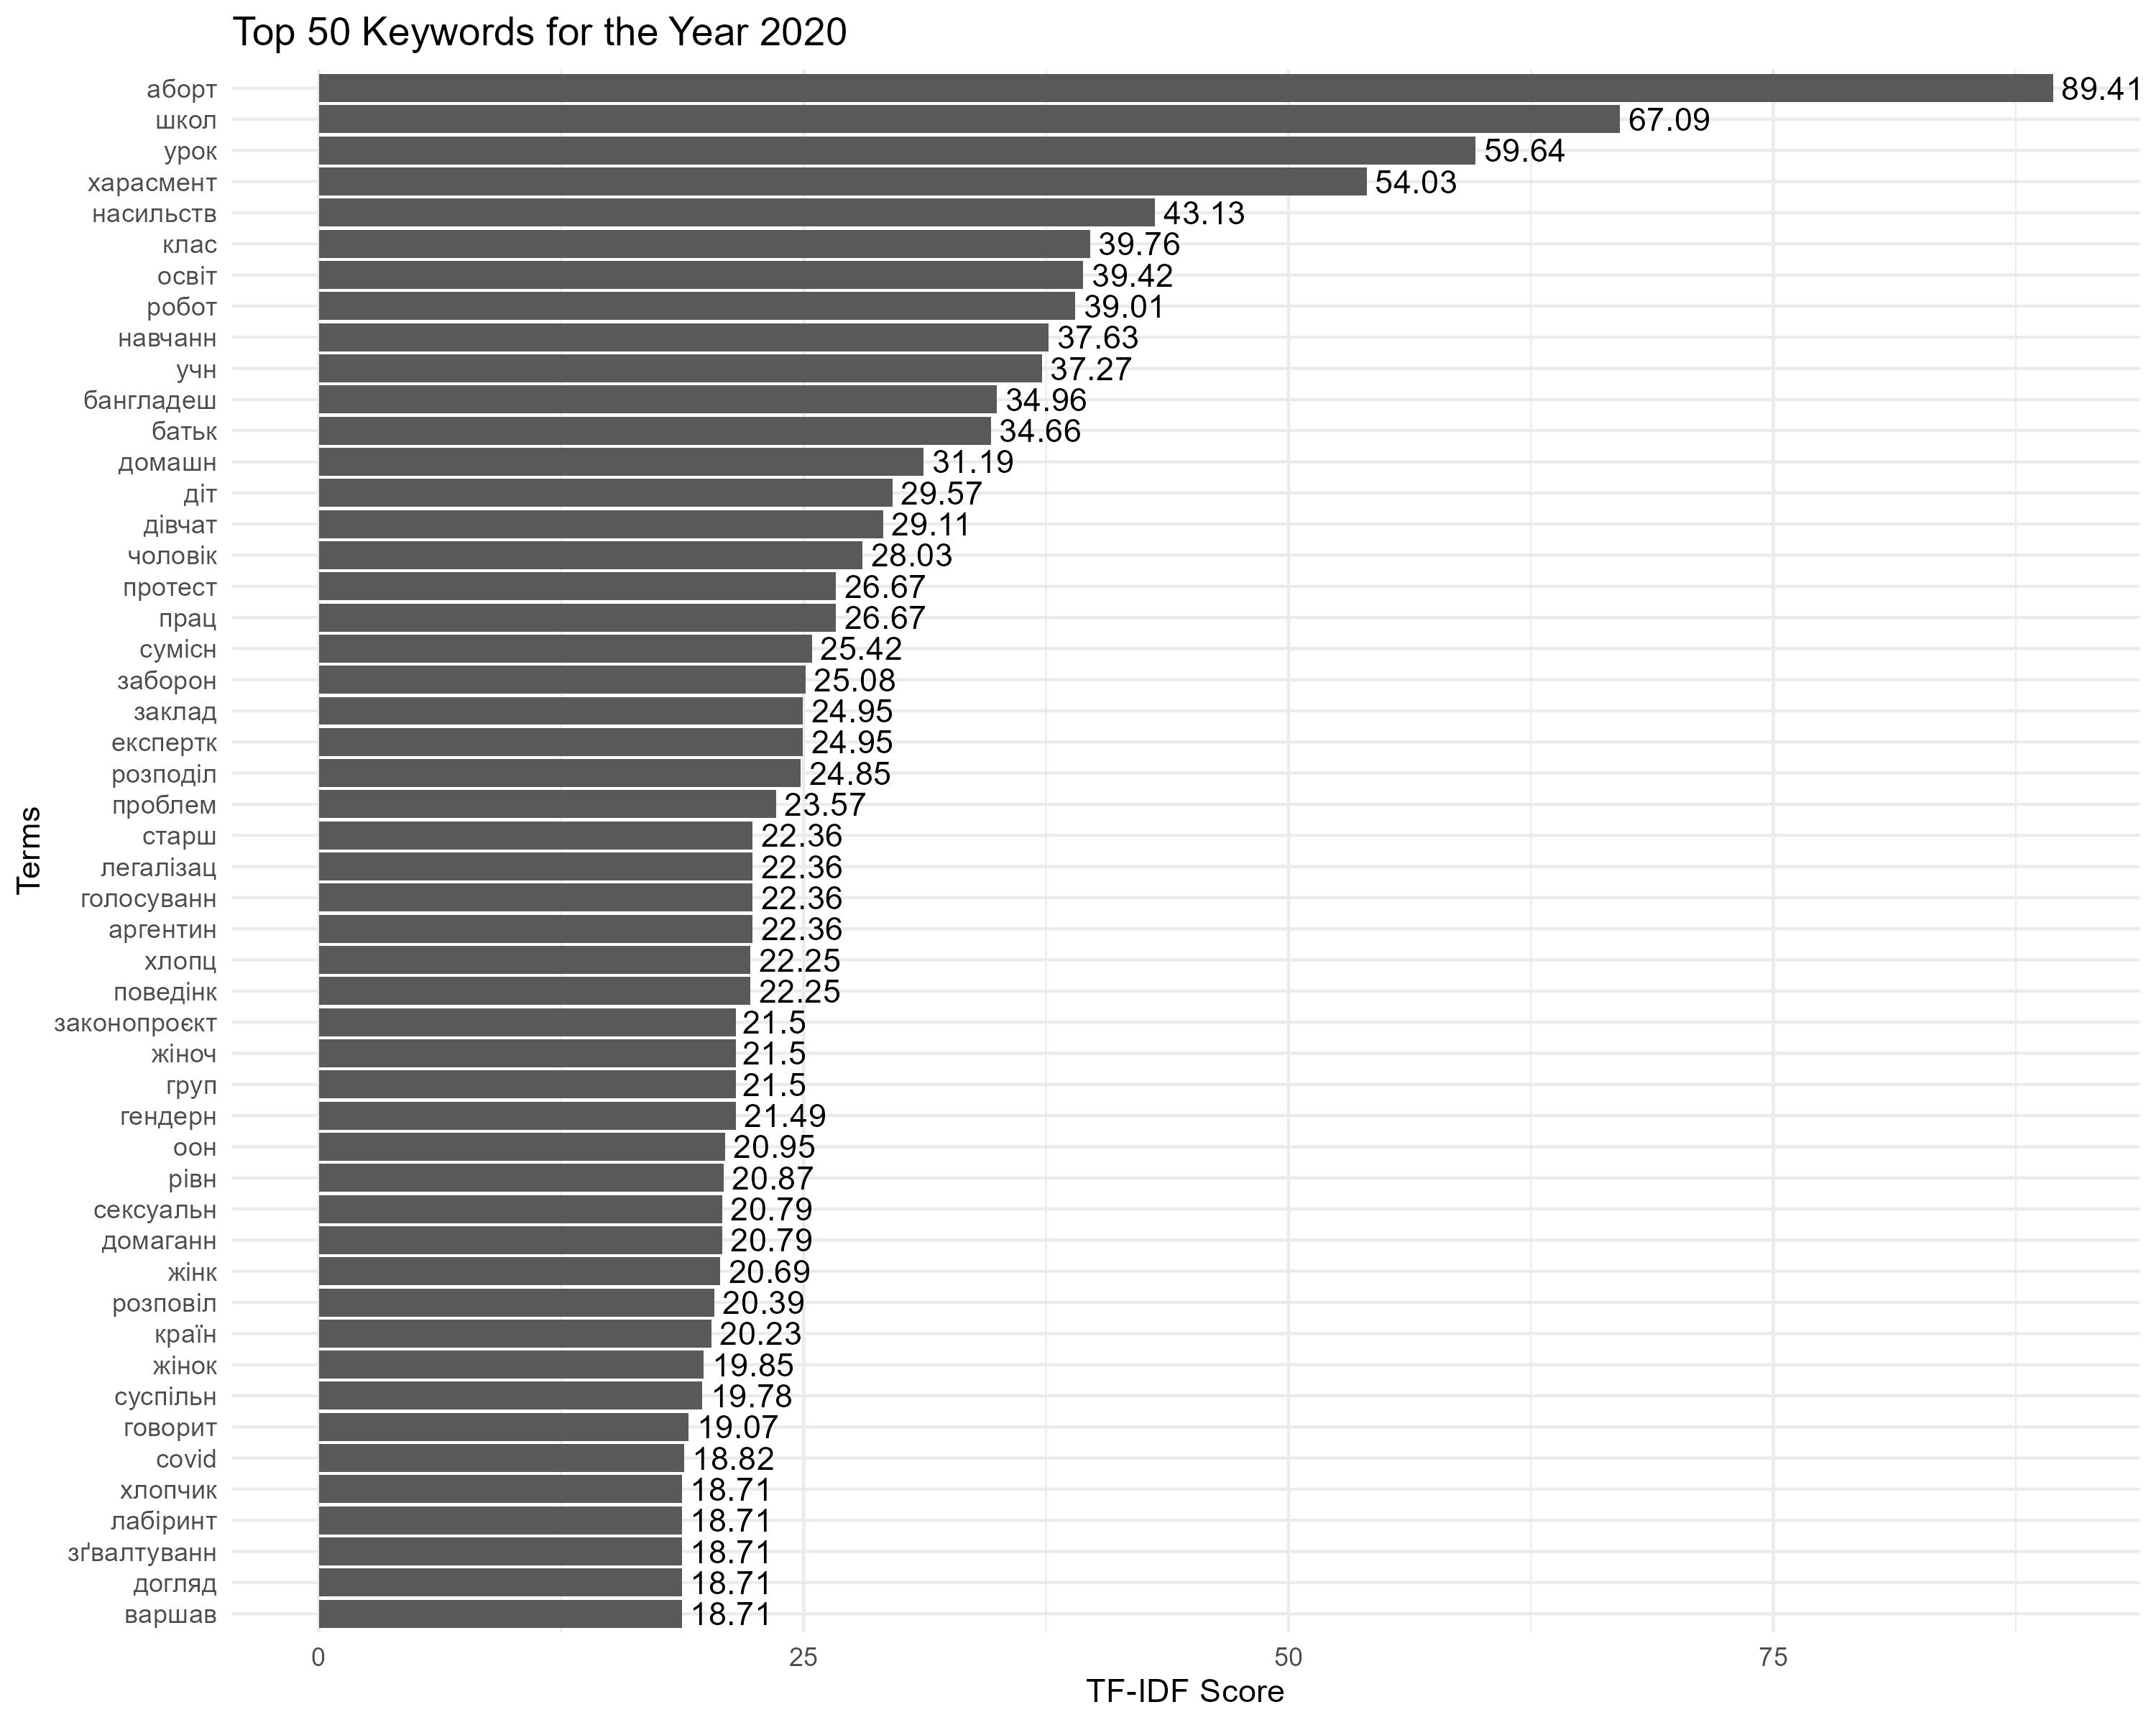 Top 50 Keywords for the Year 2020
аборт 89.41
школ 67.09
урок 59.64
харасмент 54.03
насильств 43.13
клас 39.76
освіт 39.42
робот 39.01
навчанн 37.63
учн 37.27
бангладеш 34.96
батьк 34.66
домашн 31.19
діт 29.57
дівчат 29.11
чоловік 28.03
протест 26.67
прац 26.67
сумісн 25.42
заборон 25.08
заклад 24.95
експертк 24.95
розподіл 24.85
проблем 23.57
старш 22.36
легалізац 22.36
голосуванн 22.36
аргентин 22.36
хлопц 22.25
поведінк 22.25
законопроєкт 21.5
жіноч 21.5
груп 21.5
гендерн 21.49
оон 20.95
рівн 20.87
сексуальн 20.79
домаганн 20.79
жінк 20.69
розповіл 20.39
країн 20.23
жінок 19.85
суспільн 19.78
говорит 19.07
covid 18.82
хлопчик 18.71
лабіринт 18.71
зґвалтуванн 18.71
догляд 18.71
варшав 18.71
Terms
0 25 50 75
TF-IDF Score